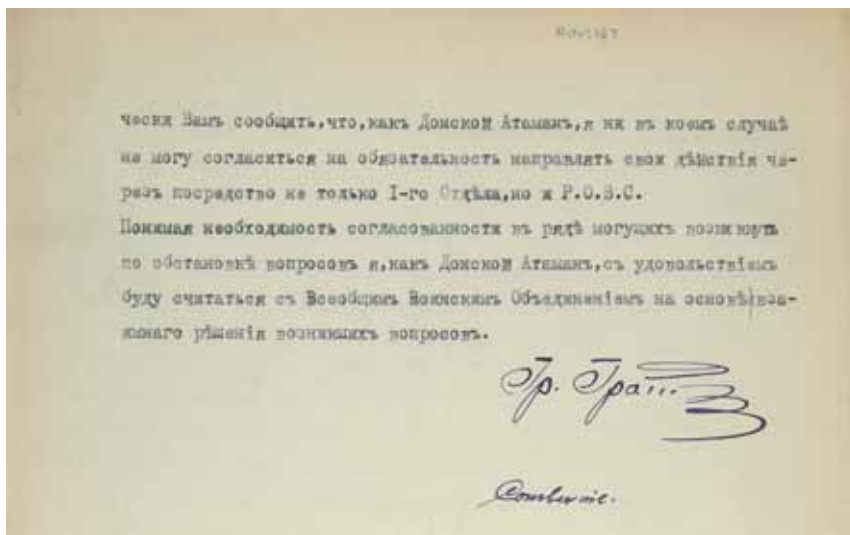 чески Вамъ сообщить,что,какъ Донской Атаманъ,я ни въ коемъ случаѣ
не могу согласиться на обязательность направлять свои дѣйствія че-
резъ посредство не только I-го Отдѣла,но и Р.О.В.С.
Понимая необходимость согласованности въ рядѣ могущихъ возникнуть
по обстановкѣ вопросовъ я,какъ Донской Атаманъ,съ удовольствіемъ
буду считаться съ Всеобщимъ Воинскимъ Объединеніемъ на основѣ вза-
имнаго рѣшенія возникшихъ вопросовъ.
Гр. Граб
Courbevoie.